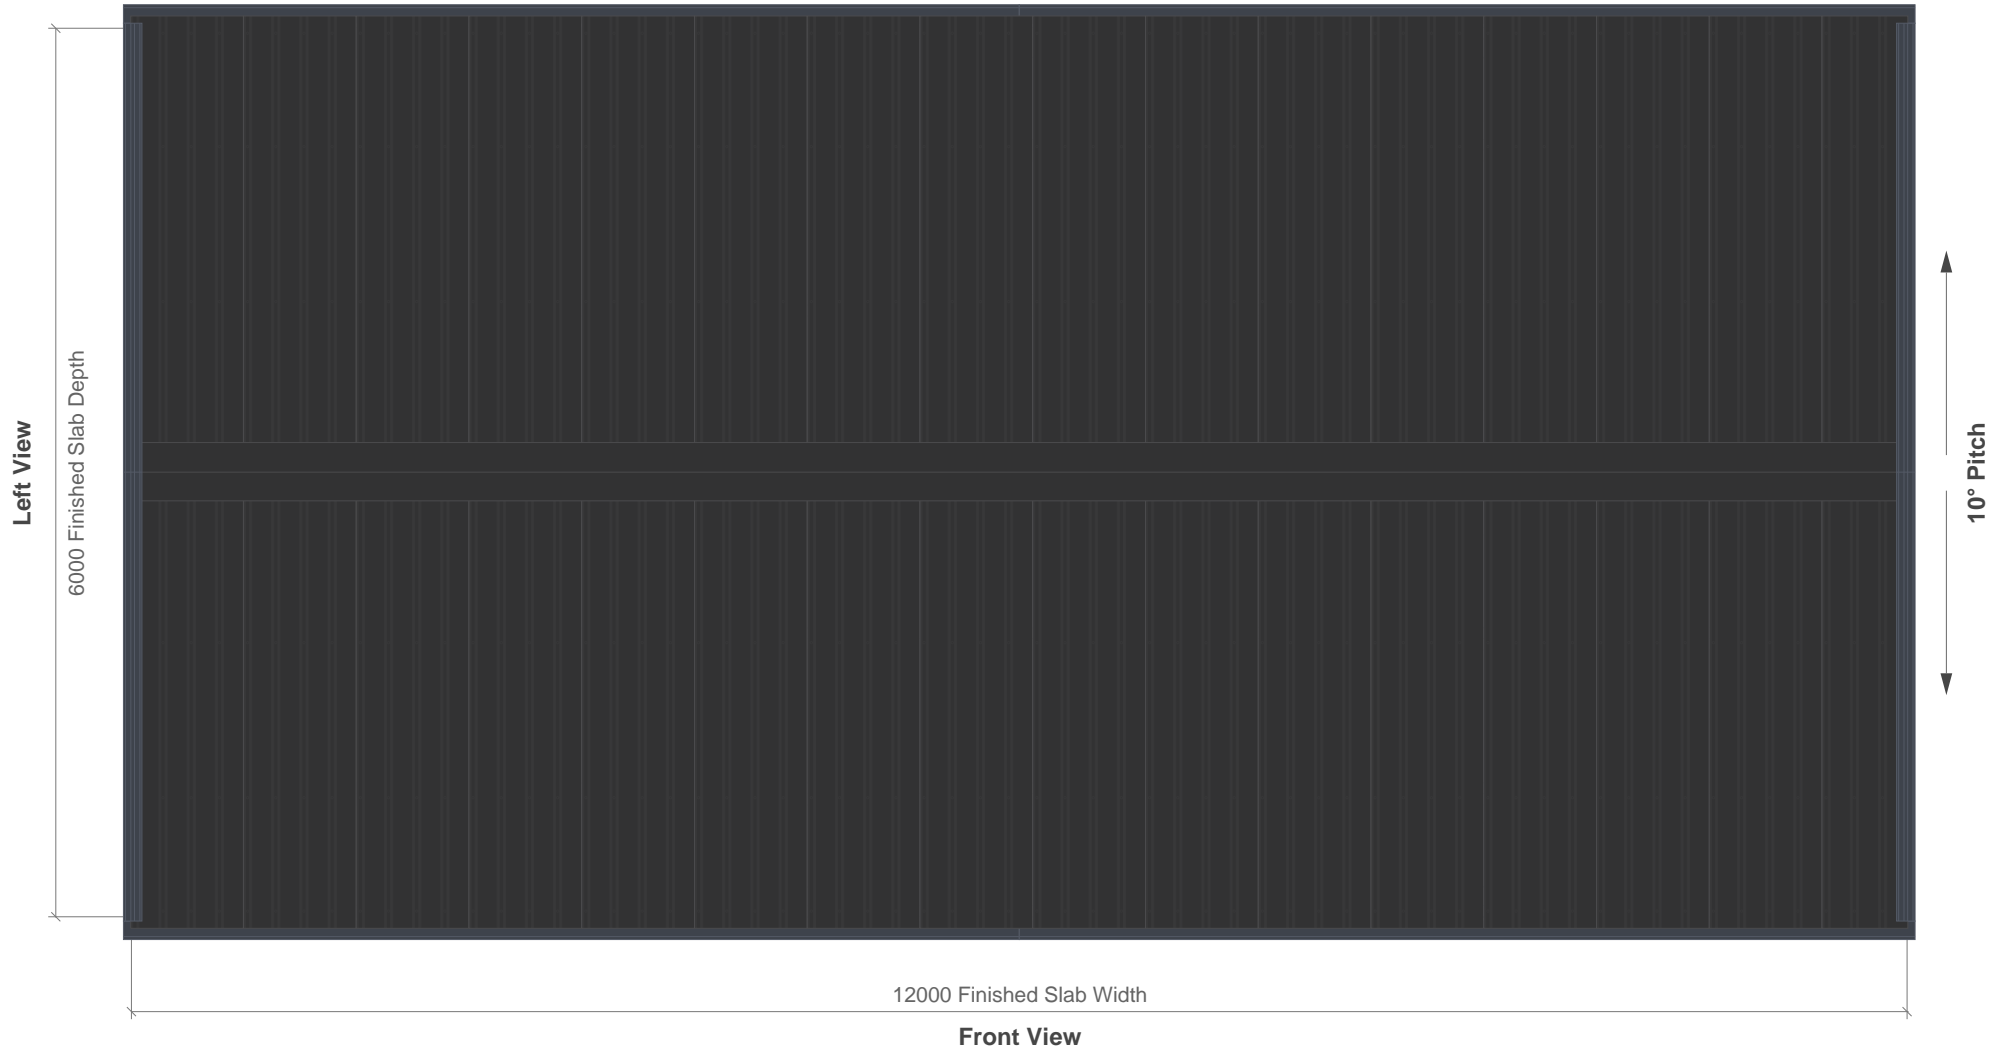 Left View
6000 Finished Slab Depth
10° Pitch
12000 Finished Slab Width
Front View